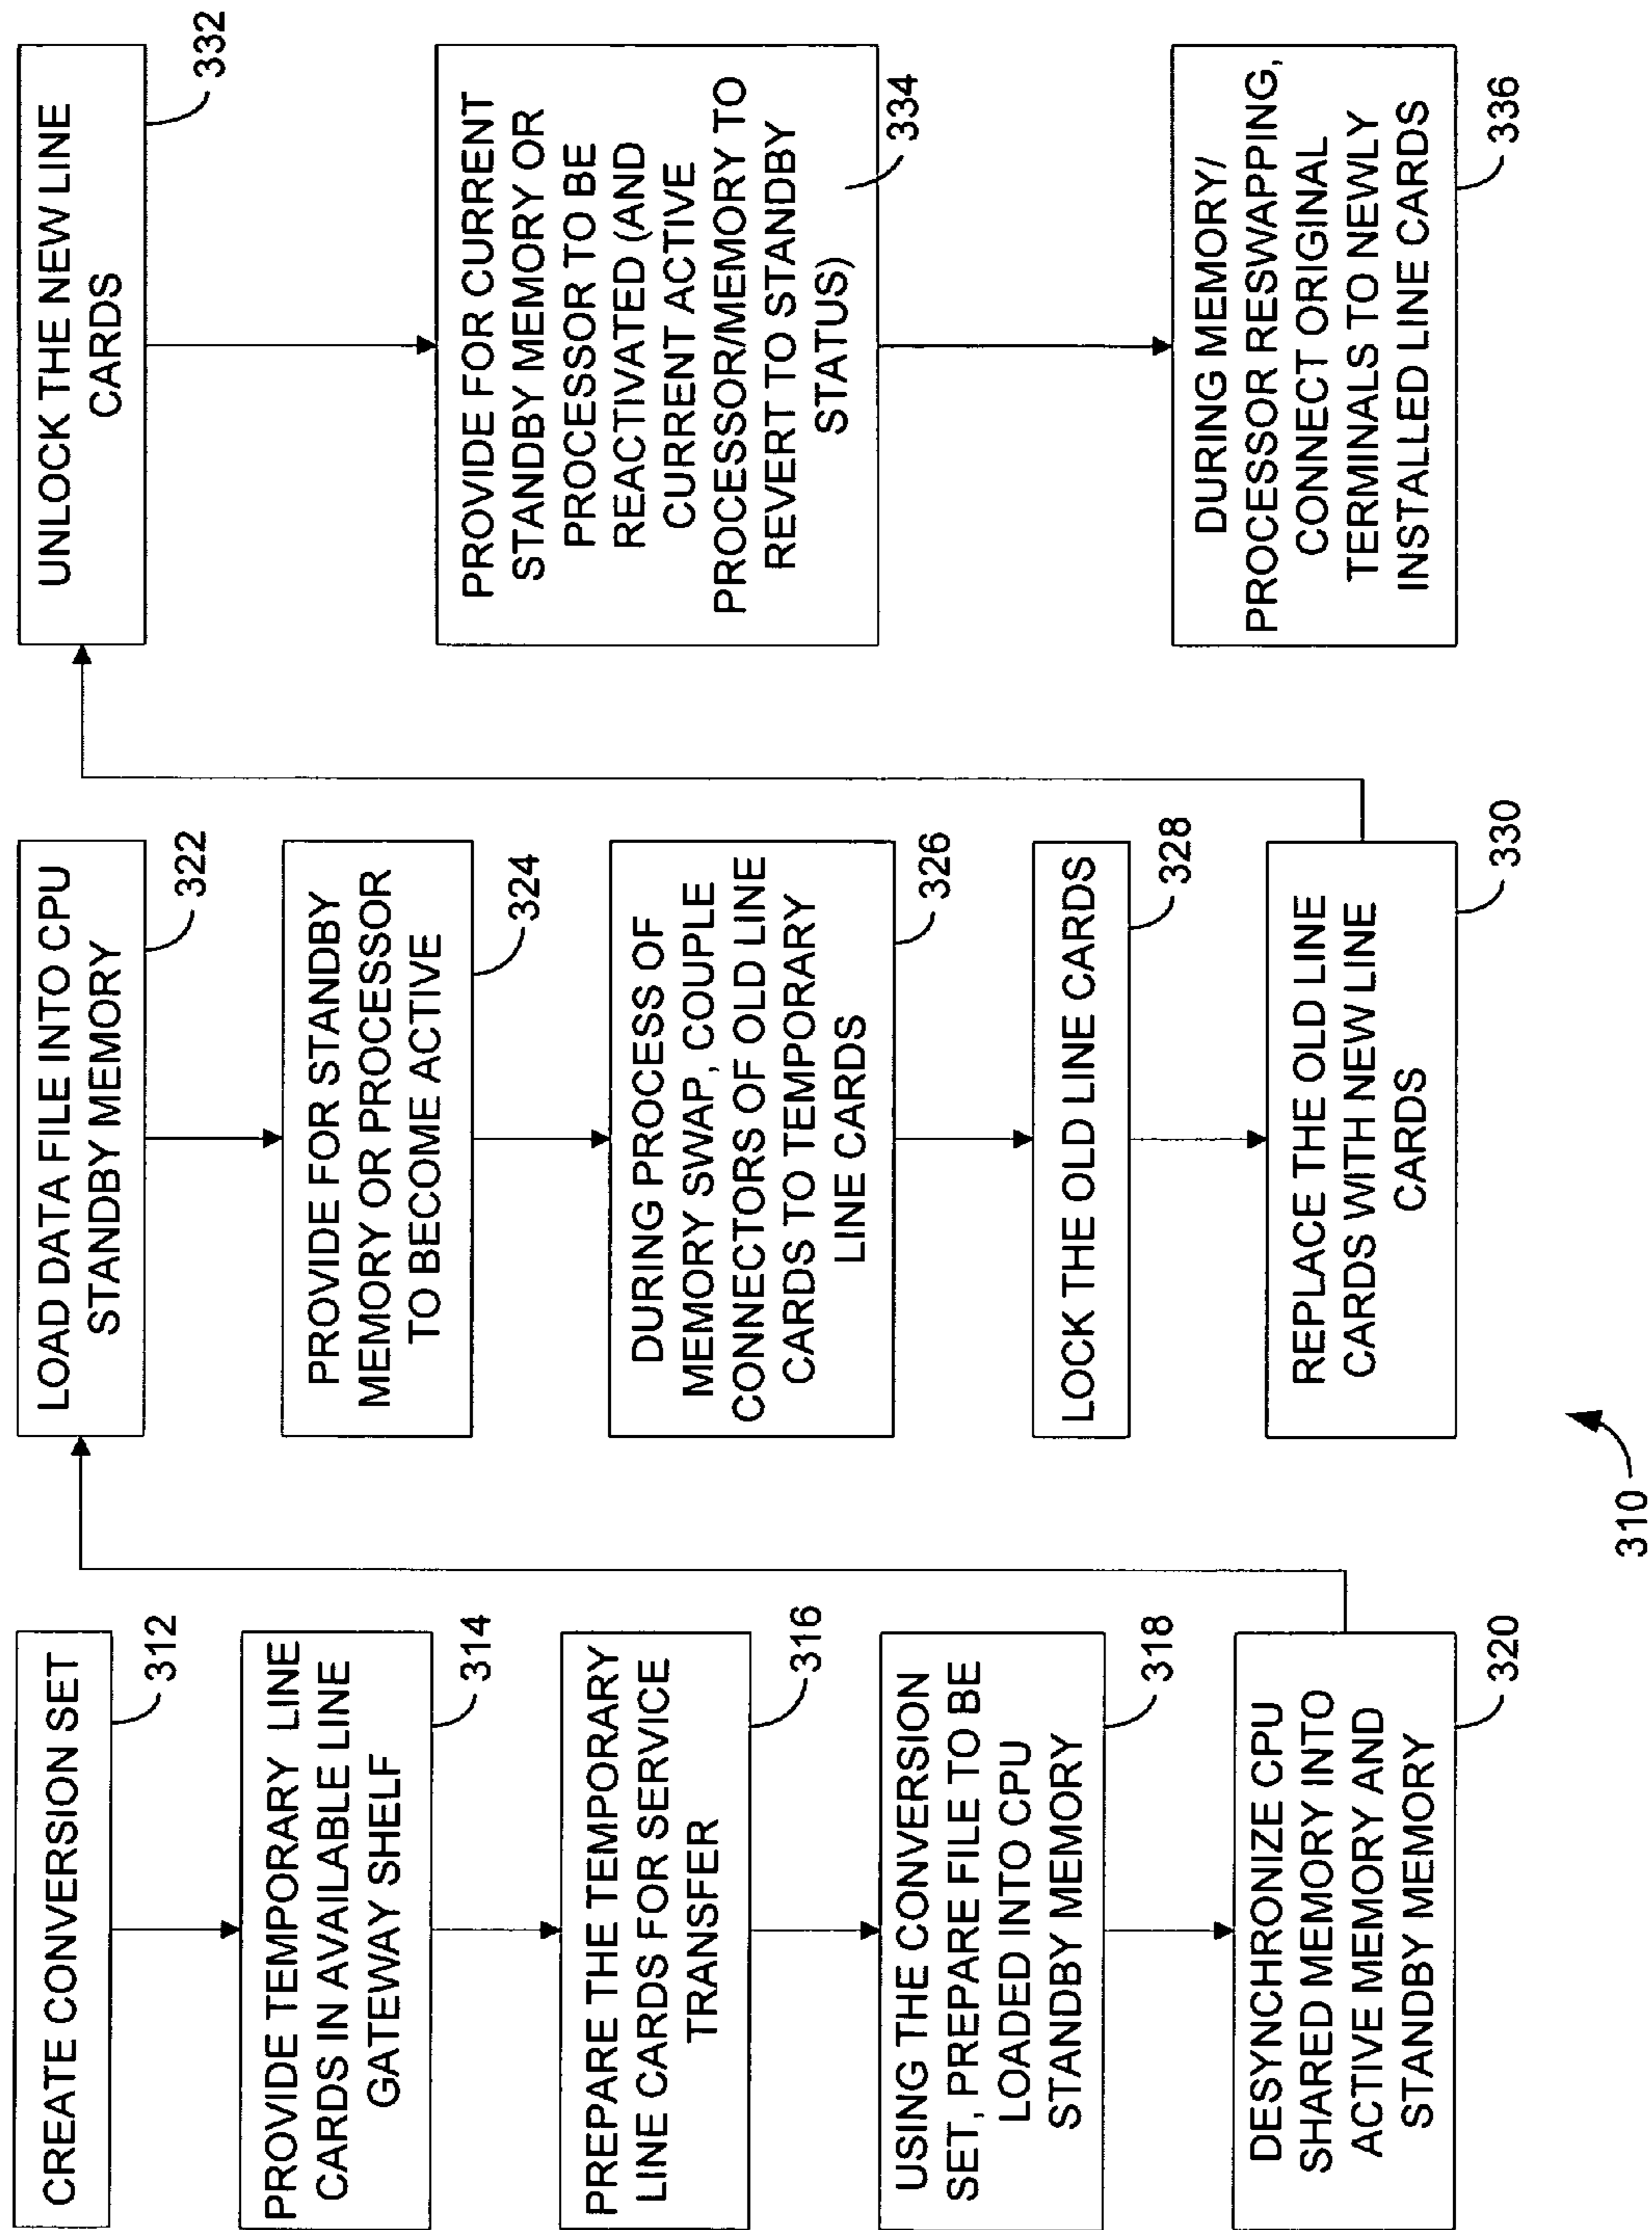 CREATE CONVERSION SET
312
PROVIDE TEMPORARY LINE
CARDS IN AVAILABLE LINE
GATEWAY SHELF
314
PREPARE THE TEMPORARY
LINE CARDS FOR SERVICE
TRANSFER
316
USING THE CONVERSION
SET, PREPARE FILE TO BE
LOADED INTO CPU
STANDBY MEMORY
318
DESYNCHRONIZE CPU
SHARED MEMORY INTO
ACTIVE MEMORY AND
STANDBY MEMORY
320
LOAD DATA FILE INTO CPU
STANDBY MEMORY
322
PROVIDE FOR STANDBY
MEMORY OR PROCESSOR
TO BECOME ACTIVE
324
DURING PROCESS OF
MEMORY SWAP, COUPLE
CONNECTORS OF OLD LINE
CARDS TO TEMPORARY
LINE CARDS
326
LOCK THE OLD LINE CARDS
328
REPLACE THE OLD LINE
CARDS WITH NEW LINE
CARDS
330
UNLOCK THE NEW LINE
CARDS
332
PROVIDE FOR CURRENT
STANDBY MEMORY OR
PROCESSOR TO BE
REACTIVATED (AND
CURRENT ACTIVE
PROCESSOR/MEMORY TO
REVERT TO STANDBY
STATUS)
334
DURING MEMORY/
PROCESSOR RESWAPPING,
CONNECT ORIGINAL
TERMINALS TO NEWLY
INSTALLED LINE CARDS
336
310